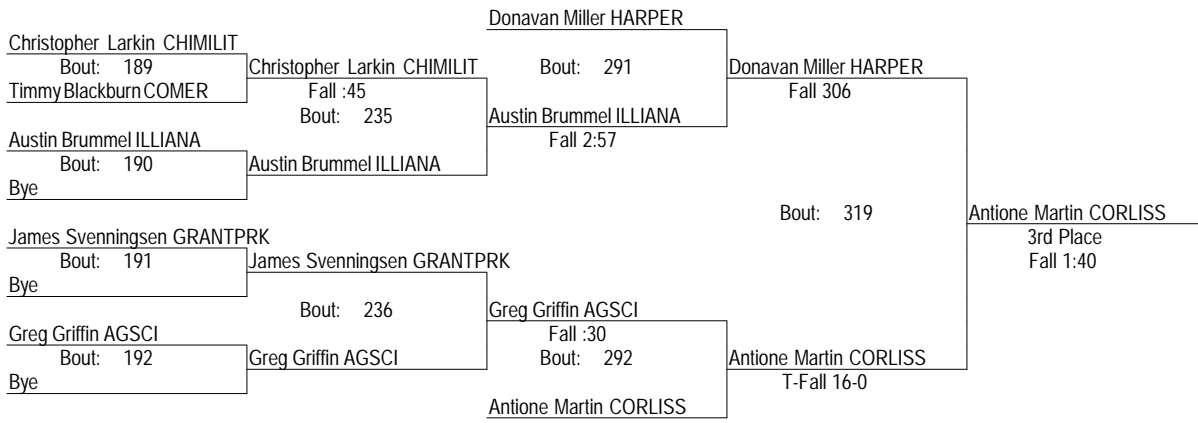 Donavan Miller HARPER
Christopher Larkin CHIMILIT
Bout: 189
Christopher Larkin CHIMILIT
Bout: 291
Donavan Miller HARPER
Timmy Blackburn COMER
Fall :45
Fall 306
Bout: 235
Austin Brummel ILLIANA
Austin Brummel ILLIANA
Fall 2:57
Bout: 190
Austin Brummel ILLIANA
Bye
Bout: 319
Antione Martin CORLISS
James Svenningsen GRANTPRK
3rd Place
Bout: 191
James Svenningsen GRANTPRK
Fall 1:40
Bye
Bout: 236
Greg Griffin AGSCI
Greg Griffin AGSCI
Fall :30
Bout: 192
Greg Griffin AGSCI
Bout: 292
Antione Martin CORLISS
Bye
T-Fall 16-0
Antione Martin CORLISS